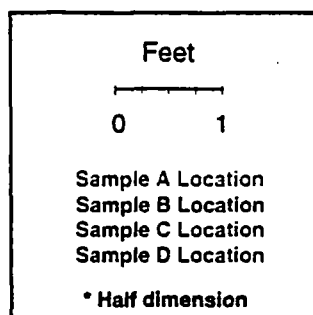 Feet
0 1
Sample A Location
Sample B Location
Sample C Location
Sample D Location
* Half dimension